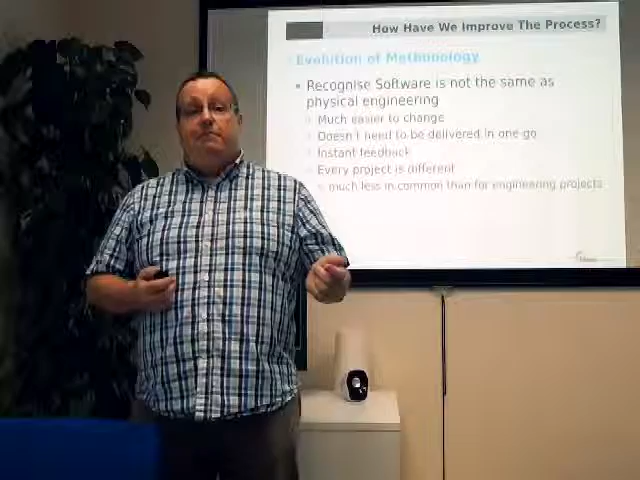 How Have We Improve The Process?
Evolution of Methodology
Recognise Software is not the same as
physical engineering
Much easier to change
Doesn't need to be delivered in one-go
Instant feedback
Every project is different
much less in common than for engineering projects